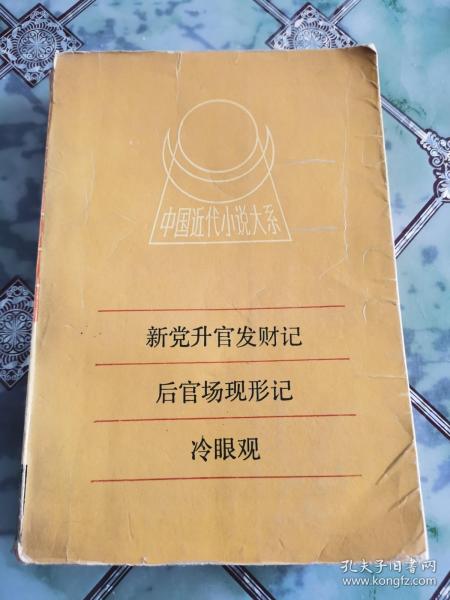 中国近代小说大系
新党升官发财记
后官场现形记
冷眼观
孔夫子旧书网
www.kongfz.com